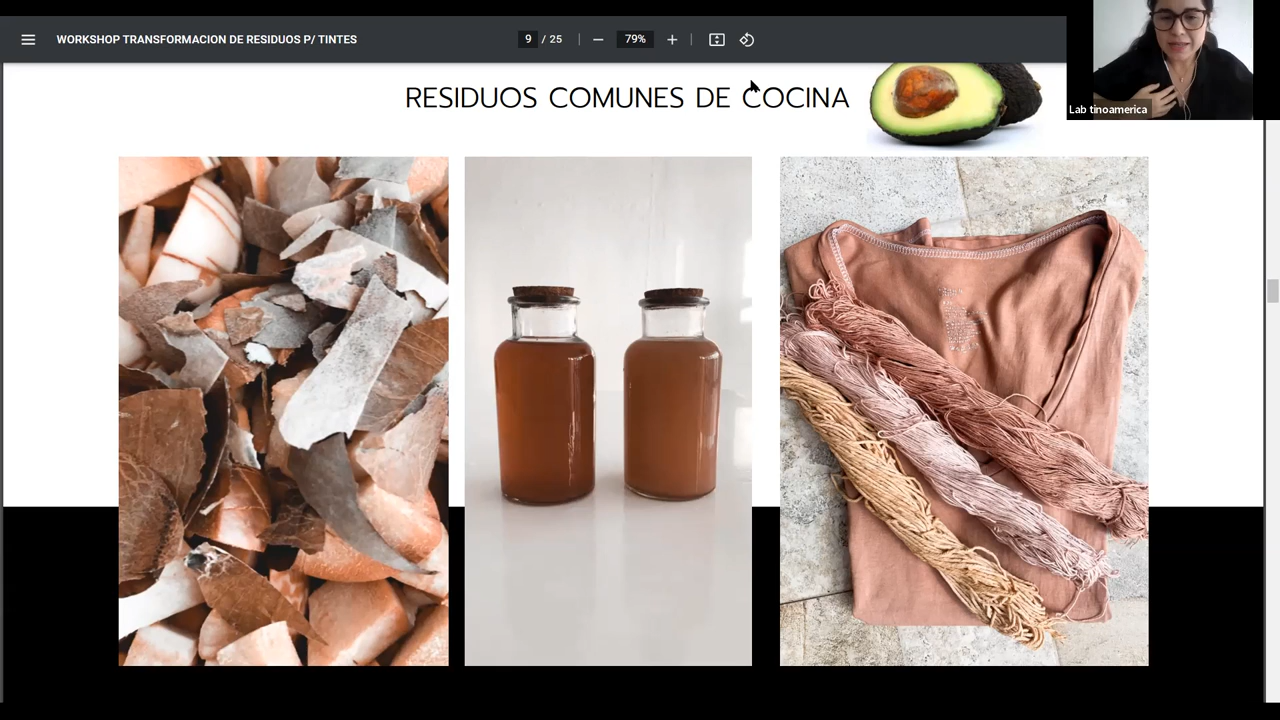 WORKSHOP TRANSFORMACION DE RESIDUOS P/ TINTES
9 / 25
79%
Lab tinoamerica
RESIDUOS COMUNES DE COCINA